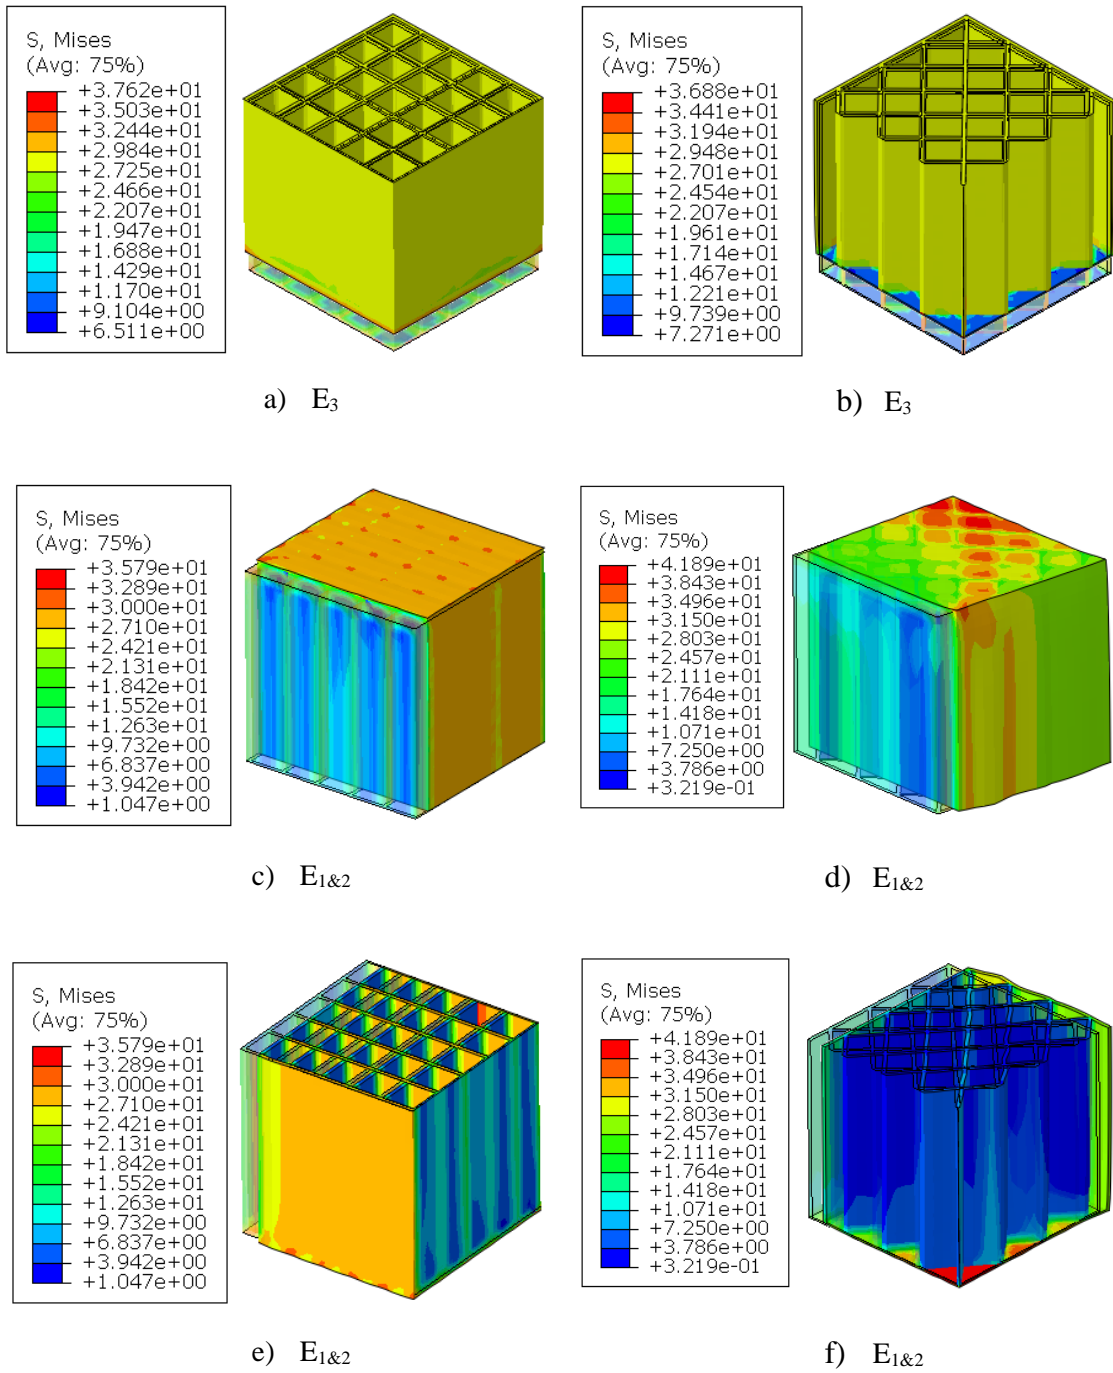 S, Mises
(Avg: 75%)
+3.762e+01
+3.503e+01
+3.244e+01
+2.984e+01
+2.725e+01
+2.466e+01
+2.207e+01
+1.947e+01
+1.688e+01
+1.429e+01
+1.170e+01
+9.104e+00
+6.511e+00
a) E3
S, Mises
(Avg: 75%)
+3.688e+01
+3.441e+01
+3.194e+01
+2.948e+01
+2.701e+01
+2.454e+01
+2.207e+01
+1.961e+01
+1.714e+01
+1.467e+01
+1.221e+01
+9.739e+00
+7.271e+00
b) E3
S, Mises
(Avg: 75%)
+3.579e+01
+3.289e+01
+3.000e+01
+2.710e+01
+2.421e+01
+2.131e+01
+1.842e+01
+1.552e+01
+1.263e+01
+9.732e+00
+6.837e+00
+3.942e+00
+1.047e+00
c) E1&2
S, Mises
(Avg: 75%)
+4.189e+01
+3.843e+01
+3.496e+01
+3.150e+01
+2.803e+01
+2.457e+01
+2.111e+01
+1.764e+01
+1.418e+01
+1.071e+01
+7.250e+00
+3.786e+00
+3.219e-01
d) E1&2
S, Mises
(Avg: 75%)
+3.579e+01
+3.289e+01
+3.000e+01
+2.710e+01
+2.421e+01
+2.131e+01
+1.842e+01
+1.552e+01
+1.263e+01
+9.732e+00
+6.837e+00
+3.942e+00
+1.047e+00
e) E1&2
S, Mises
(Avg: 75%)
+4.189e+01
+3.843e+01
+3.496e+01
+3.150e+01
+2.803e+01
+2.457e+01
+2.111e+01
+1.764e+01
+1.418e+01
+1.071e+01
+7.250e+00
+3.786e+00
+3.219e-01
f) E1&2